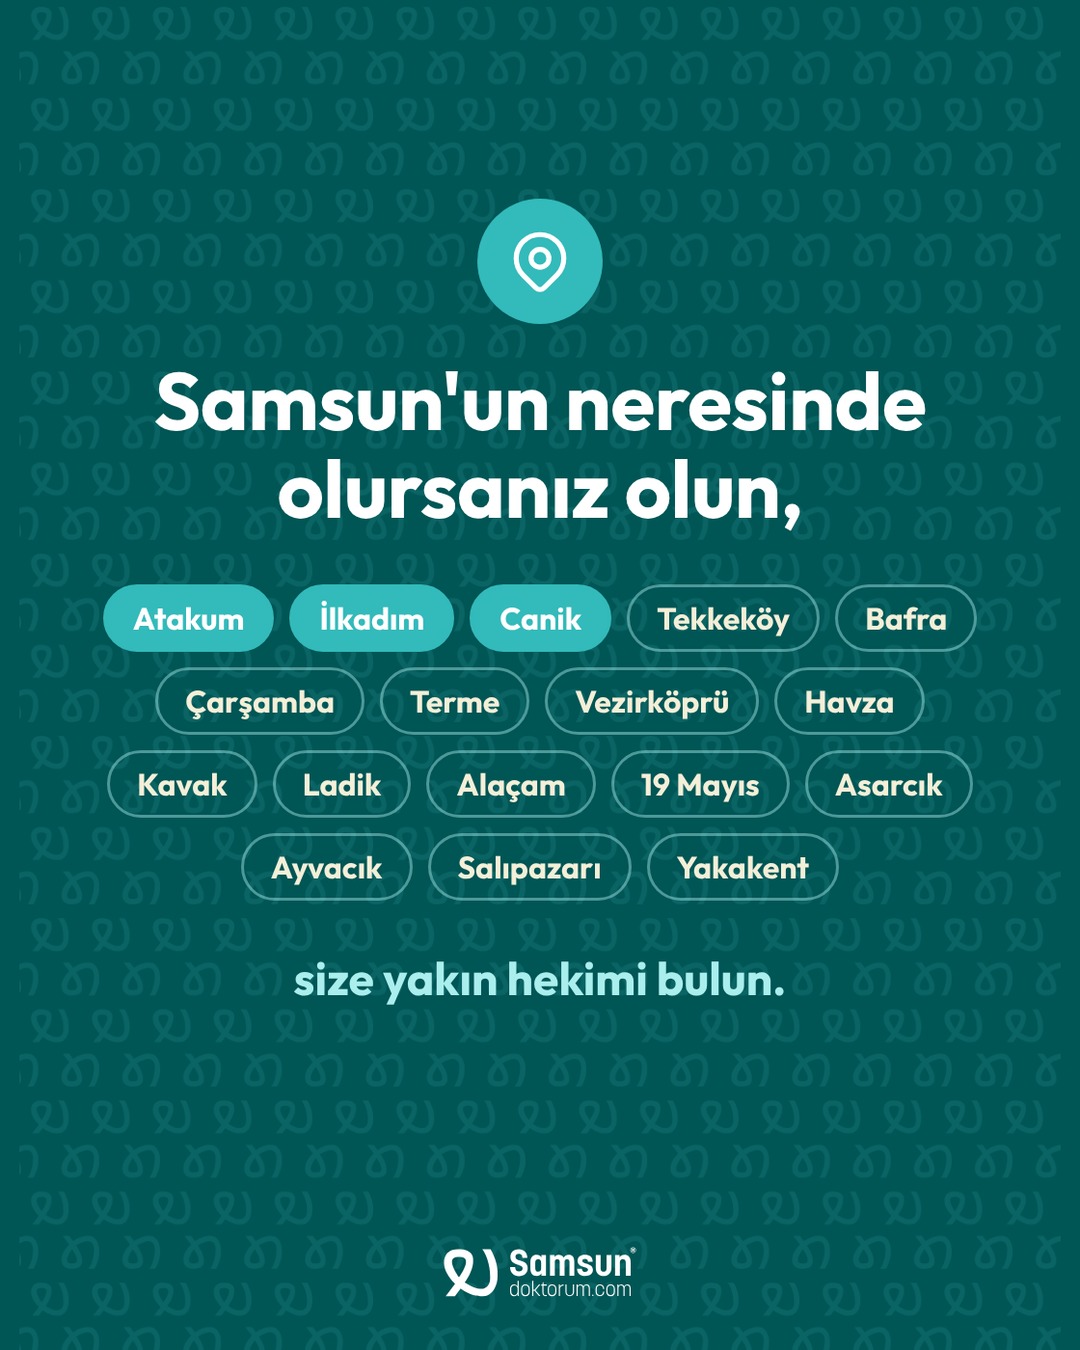 Samsun'un neresinde
olursanız olun,
Atakum İlkadım Canik Tekkeköy Bafra
Çarşamba Terme Vezirköprü Havza
Kavak Ladik Alaçam 19 Mayıs Asarcık
Ayvacık Salıpazarı Yakakent
size yakın hekimi bulun.
Samsun®
doktorum.com